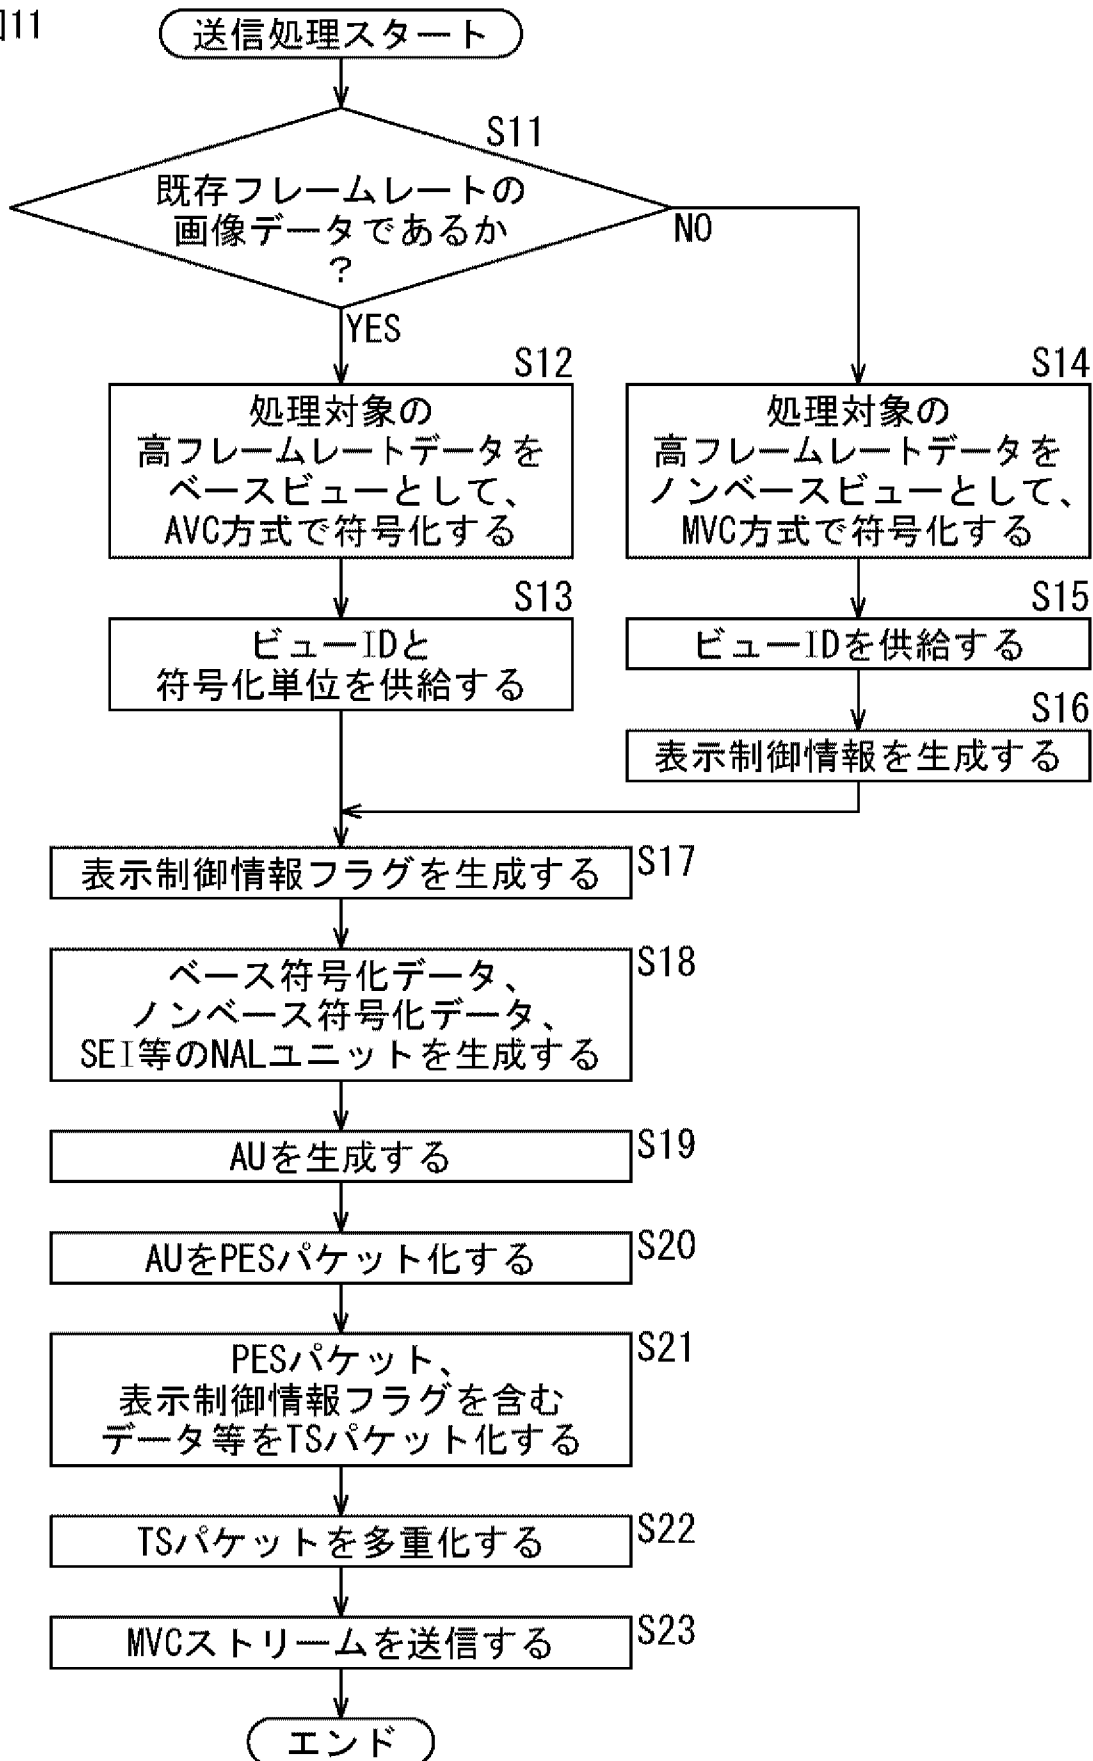 図11
送信処理スタート
S11
既存フレームレートの
画像データであるか
?
NO
YES
S12
処理対象の
高フレームレートデータを
ベースビューとして、
AVC方式で符号化する
S14
処理対象の
高フレームレートデータを
ノンベースビューとして、
MVC方式で符号化する
S13
ビューIDと
符号化単位を供給する
S15
ビューIDを供給する
S16
表示制御情報を生成する
表示制御情報フラグを生成する
S17
ベース符号化データ、
ノンベース符号化データ、
SEI等のNALユニットを生成する
S18
AUを生成する
S19
AUをPESパケット化する
S20
PESパケット、
表示制御情報フラグを含む
データ等をTSパケット化する
S21
TSパケットを多重化する
S22
MVCストリームを送信する
S23
エンド